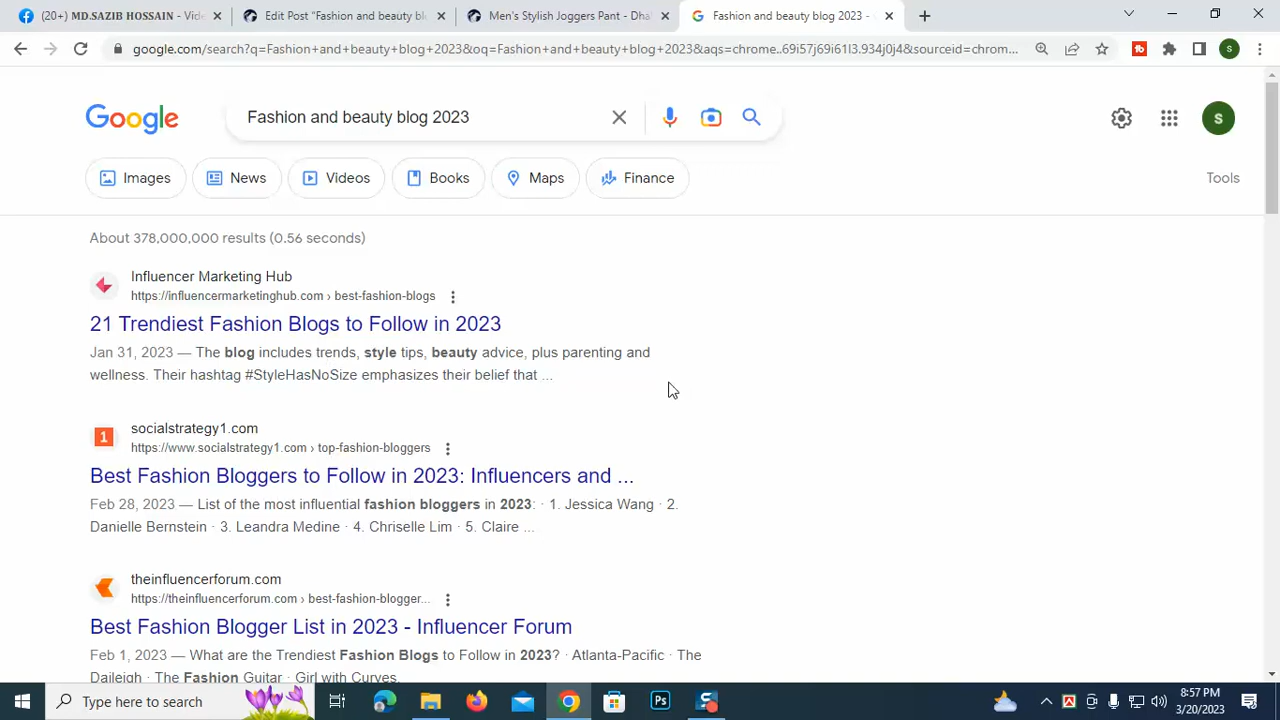 (20+) MD.SAZIB HOSSAIN - Vide
Edit Post "Fashion and beauty bl
Men's Stylish Joggers Pant - Dha
Fashion and beauty blog 2023 -
google.com/search?q=Fashion+and+beauty+blog+2023&oq=Fashion+and+beauty+blog+2023&aqs=chrome..69i57j69i61l3.934j0j4&sourceid=chrom...
S
Google
Fashion and beauty blog 2023
S
Images
News
Videos
Books
Maps
Finance
Tools
About 378,000,000 results (0.56 seconds)
Influencer Marketing Hub
https://influencermarketinghub.com › best-fashion-blogs
21 Trendiest Fashion Blogs to Follow in 2023
Jan 31, 2023 — The blog includes trends, style tips, beauty advice, plus parenting and
wellness. Their hashtag #StyleHasNoSize emphasizes their belief that ...
1
socialstrategy1.com
https://www.socialstrategy1.com › top-fashion-bloggers
Best Fashion Bloggers to Follow in 2023: Influencers and ...
Feb 28, 2023 — List of the most influential fashion bloggers in 2023: · 1. Jessica Wang · 2.
Danielle Bernstein · 3. Leandra Medine · 4. Chriselle Lim · 5. Claire ...
theinfluencerforum.com
https://theinfluencerforum.com › best-fashion-blogger...
Best Fashion Blogger List in 2023 - Influencer Forum
Feb 1, 2023 — What are the Trendiest Fashion Blogs to Follow in 2023? · Atlanta-Pacific · The
Daileigh · The Fashion Guitar · Girl with Curves.
Type here to search
Ps
S
8:57 PM
3/20/2023